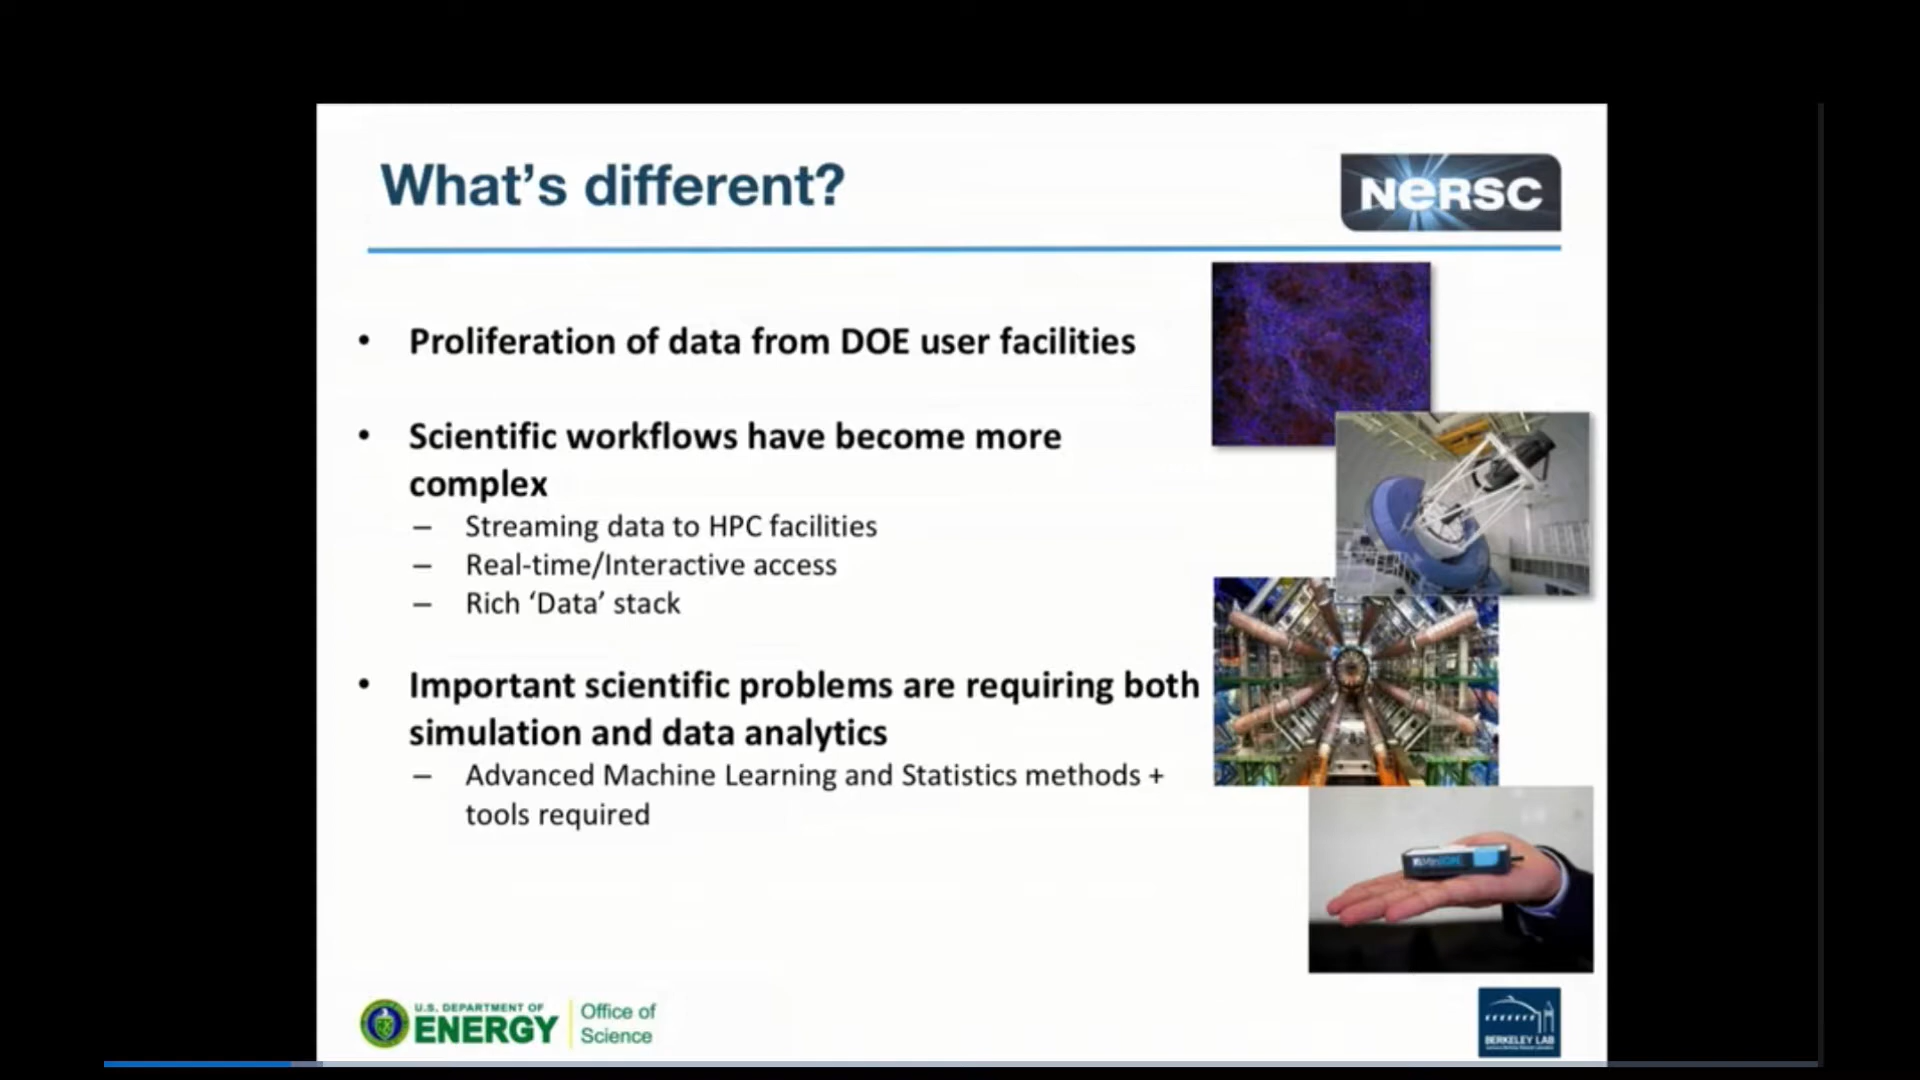 What's different?
NERSC
• Proliferation of data from DOE user facilities
• Scientific workflows have become more
complex
– Streaming data to HPC facilities
– Real-time/Interactive access
– Rich ‘Data’ stack
• Important scientific problems are requiring both
simulation and data analytics
– Advanced Machine Learning and Statistics methods +
tools required
U.S. DEPARTMENT OF
ENERGY
Office of
Science
BERKELEY LAB